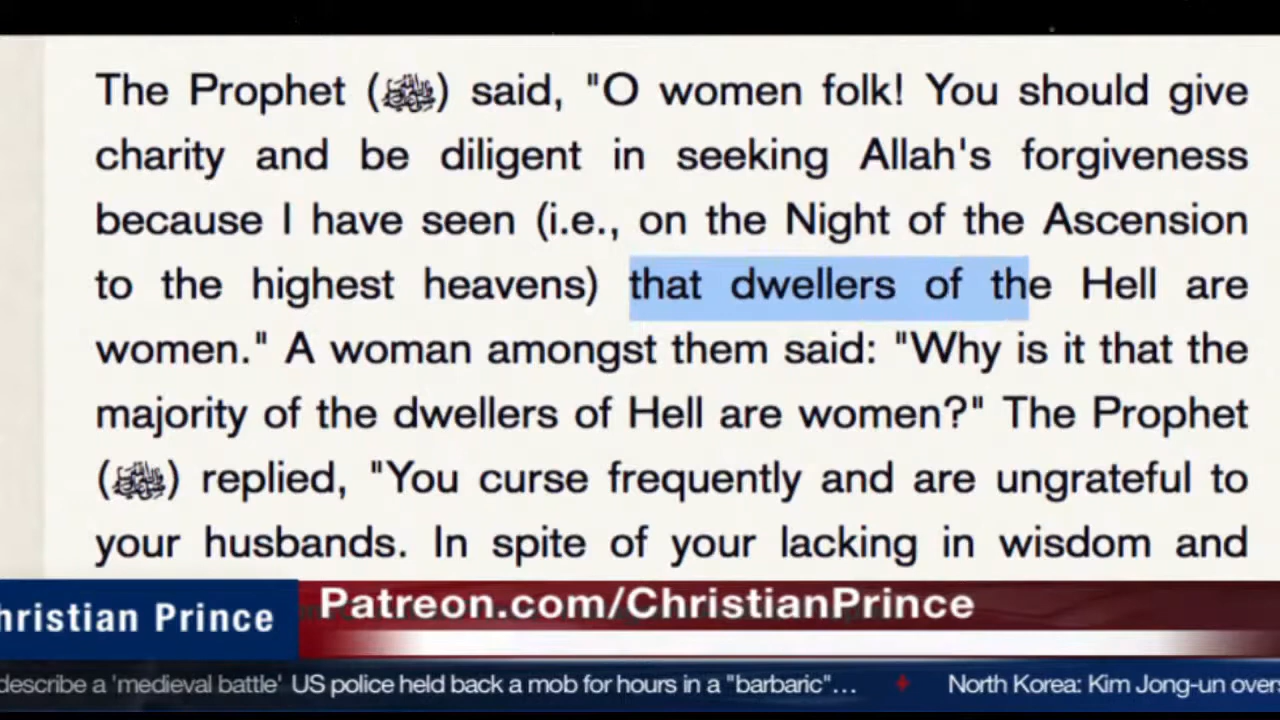 The Prophet (ﷺ) said, "O women folk! You should give
charity and be diligent in seeking Allah's forgiveness
because I have seen (i.e., on the Night of the Ascension
to the highest heavens) that dwellers of the Hell are
women." A woman amongst them said: "Why is it that the
majority of the dwellers of Hell are women?" The Prophet
(ﷺ) replied, "You curse frequently and are ungrateful to
your husbands. In spite of your lacking in wisdom and
hristian Prince
Patreon.com/ChristianPrince
describe a 'medieval battle' US police held back a mob for hours in a "barbaric"... North Korea: Kim Jong-un overs